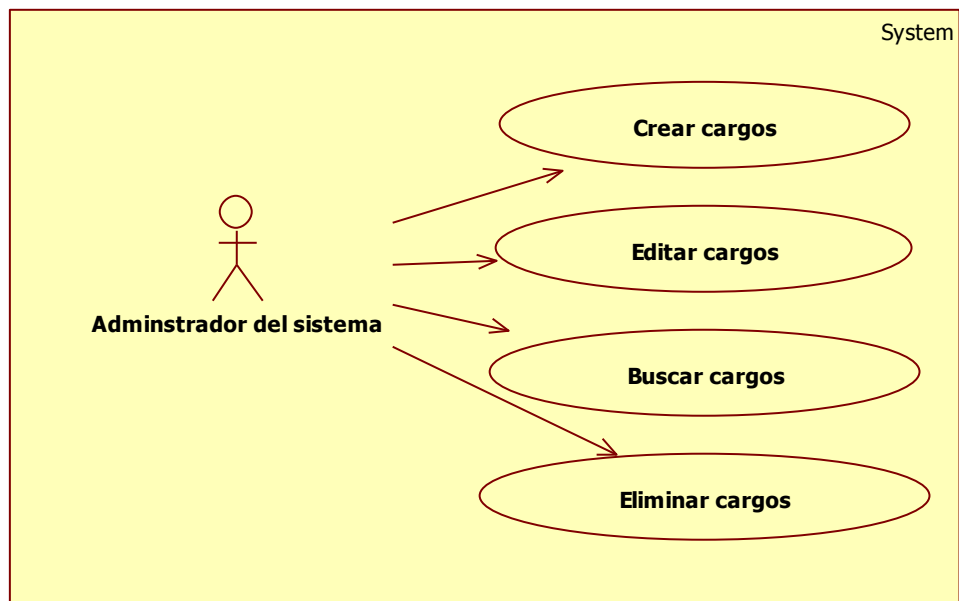 System
Crear cargos
Editar cargos
Adminstrador del sistema
Buscar cargos
Eliminar cargos